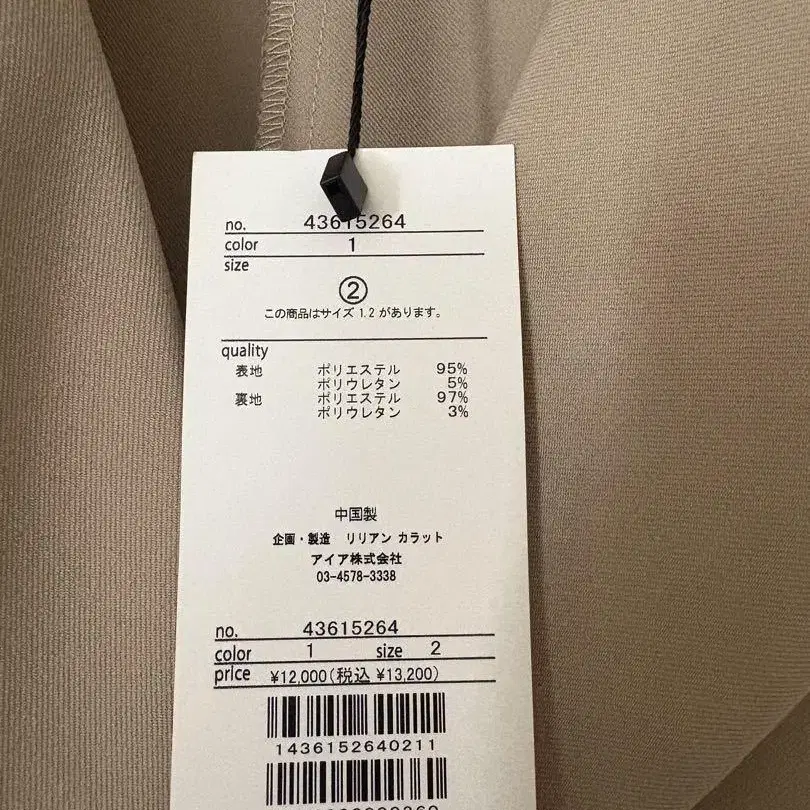 no. 43615264
color 1
size
②
この商品はサイズ 1.2 があります。
quality
表地 ポリエステル 95%
ポリウレタン 5%
裏地 ポリエステル 97%
ポリウレタン 3%
中国製
企画・製造 リリアン カラット
アイア株式会社
03-4578-3338
no. 43615264
color 1 size 2
price ¥12,000(税込 ¥13,200)
1436152640211